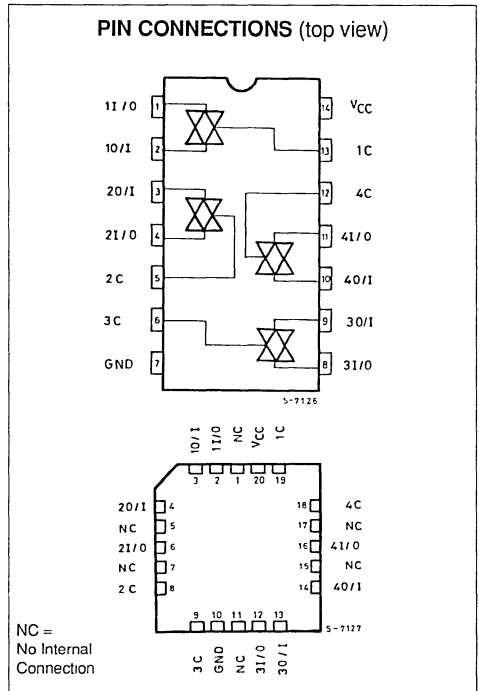 PIN CONNECTIONS (top view)
1I/O 1 14 VCC
1O/I 2 13 1C
2O/I 3 12 4C
2I/O 4 11 4I/O
2C 5 10 4O/I
3C 6 9 3O/I
GND 7 8 3I/O
S-7126
1O/I 1I/O NC VCC 1C
3 2 1 20 19
2O/I 4 18 4C
NC 5 17 NC
2I/O 6 16 4I/O
NC 7 15 NC
2C 8 14 4O/I
9 10 11 12 13
S-7127
3C GND NC 3I/O 3O/I
NC =
No Internal
Connection